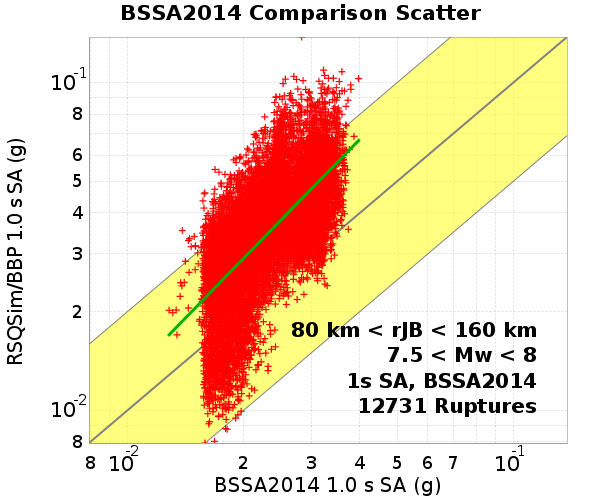 BSSA2014 Comparison Scatter
RSQSim/BBP 1.0 s SA (g)
10⁻¹
8
6
5
4
3
2
10⁻²
8
80 km < rJB < 160 km
7.5 < Mw < 8
1s SA, BSSA2014
12731 Ruptures
8 10⁻² 2 3 4 5 6 7 10⁻¹
BSSA2014 1.0 s SA (g)